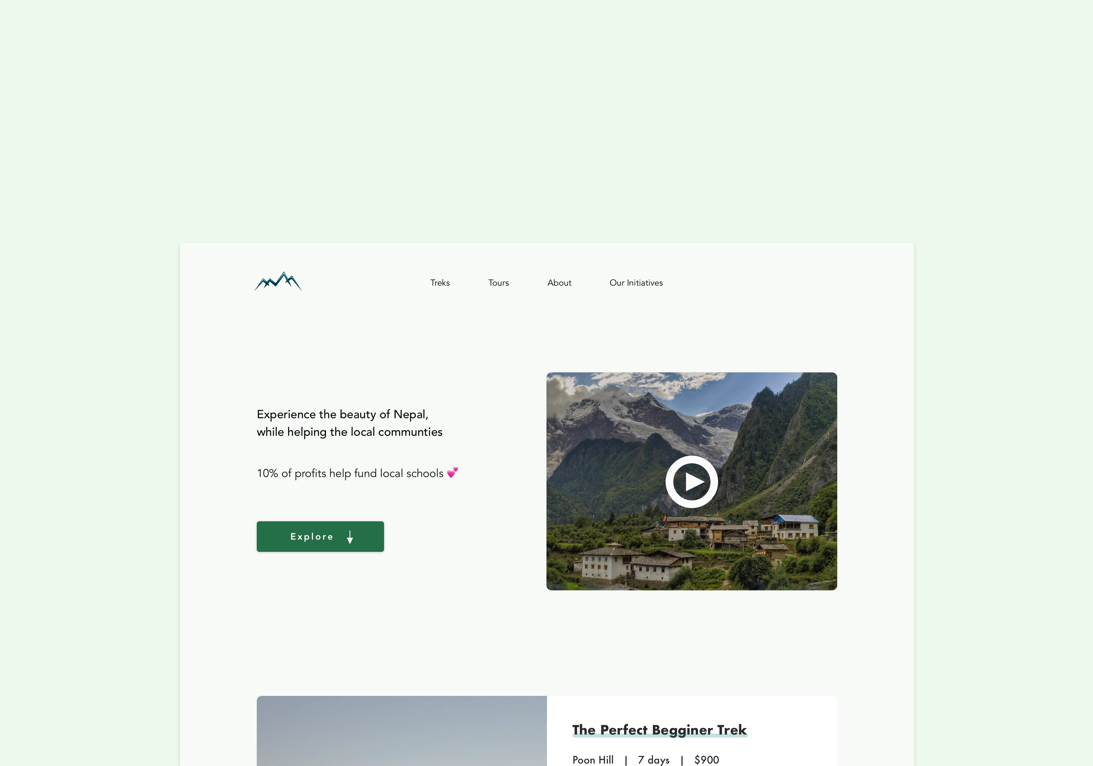 Treks Tours About Our Initiatives
Experience the beauty of Nepal,
while helping the local communties
10% of profits help fund local schools 💕
Explore
The Perfect Begginer Trek
Poon Hill | 7 days | $900